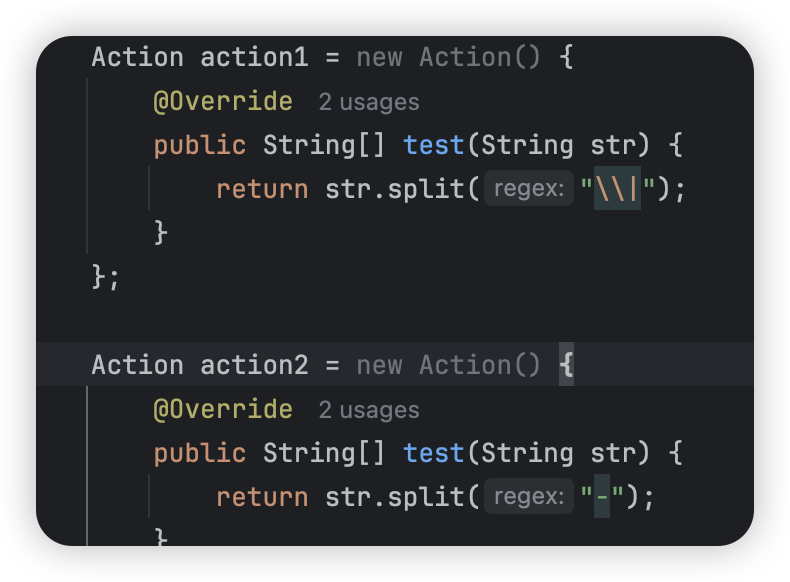 Action action1 = new Action() {
@Override 2 usages
public String[] test(String str) {
return str.split( regex: "\\|");
}
};
Action action2 = new Action() {
@Override 2 usages
public String[] test(String str) {
return str.split( regex: "-");
}